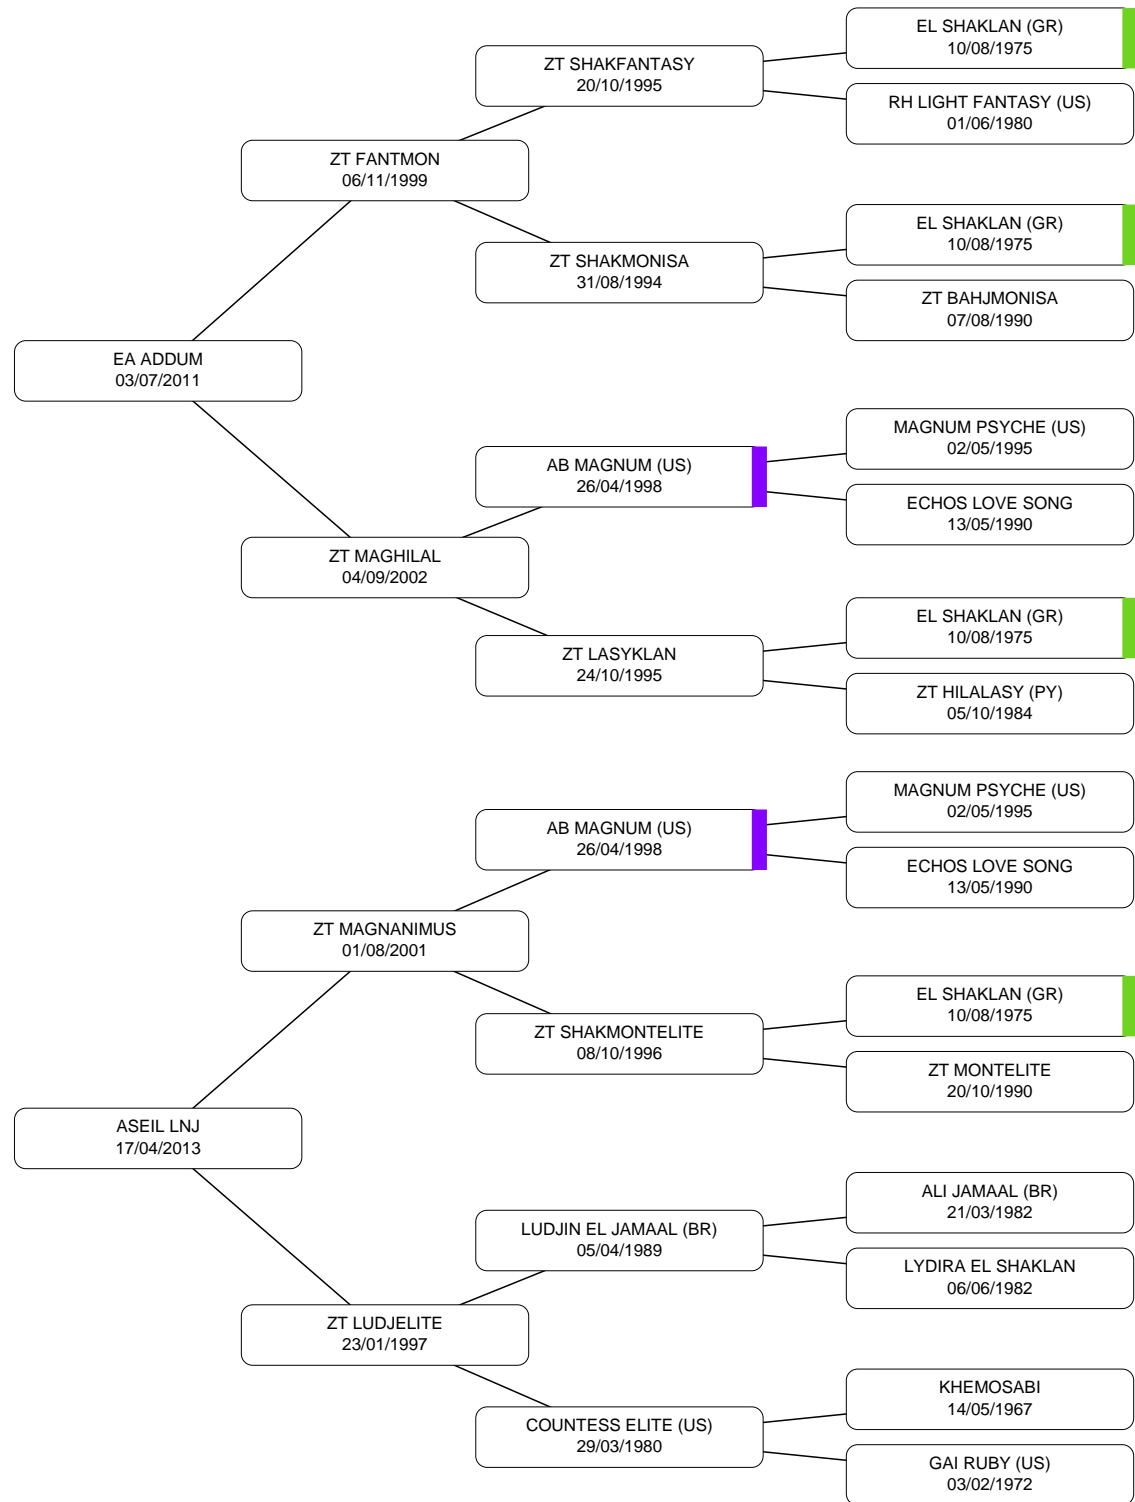 EL SHAKLAN (GR)
10/08/1975
ZT SHAKFANTASY
20/10/1995
RH LIGHT FANTASY (US)
01/06/1980
ZT FANTMON
06/11/1999
EL SHAKLAN (GR)
10/08/1975
ZT SHAKMONISA
31/08/1994
ZT BAHJMONISA
07/08/1990
EA ADDUM
03/07/2011
MAGNUM PSYCHE (US)
02/05/1995
AB MAGNUM (US)
26/04/1998
ECHOS LOVE SONG
13/05/1990
ZT MAGHILAL
04/09/2002
EL SHAKLAN (GR)
10/08/1975
ZT LASYKLAN
24/10/1995
ZT HILALASY (PY)
05/10/1984
MAGNUM PSYCHE (US)
02/05/1995
AB MAGNUM (US)
26/04/1998
ECHOS LOVE SONG
13/05/1990
ZT MAGNANIMUS
01/08/2001
EL SHAKLAN (GR)
10/08/1975
ZT SHAKMONTELITE
08/10/1996
ZT MONTELITE
20/10/1990
ASEIL LNJ
17/04/2013
ALI JAMAAL (BR)
21/03/1982
LUDJIN EL JAMAAL (BR)
05/04/1989
LYDIRA EL SHAKLAN
06/06/1982
ZT LUDJELITE
23/01/1997
KHEMOSABI
14/05/1967
COUNTESS ELITE (US)
29/03/1980
GAI RUBY (US)
03/02/1972